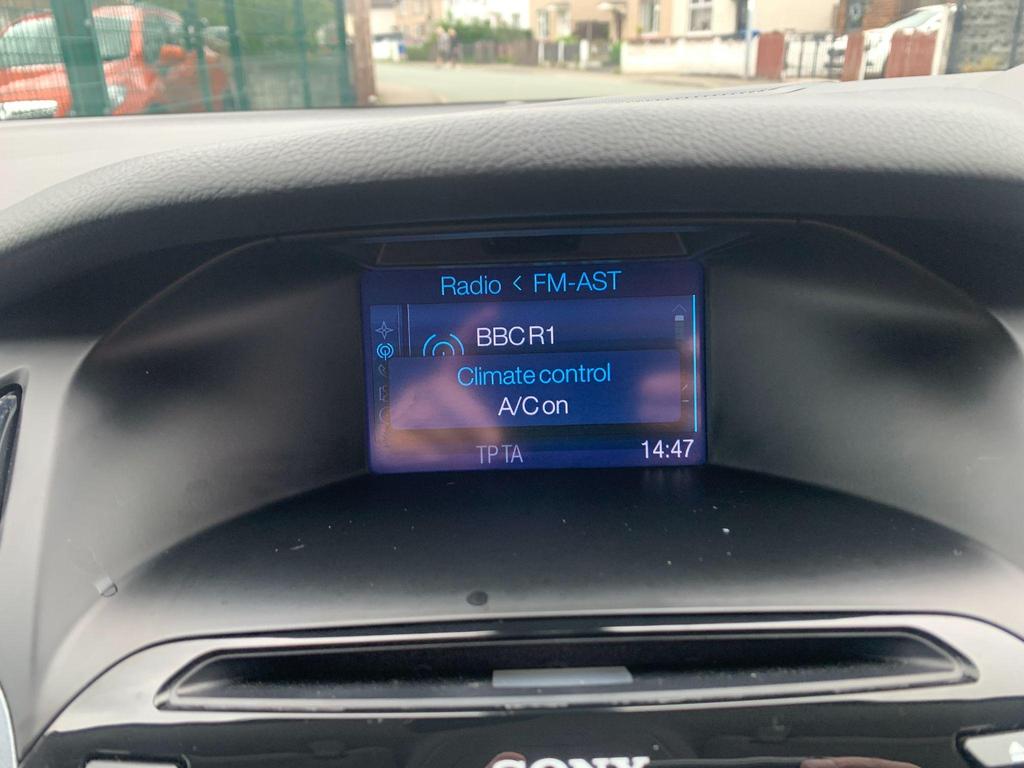 Radio < FM-AST
BBC R1
Climate control
A/C on
TP TA
14:47
SONY